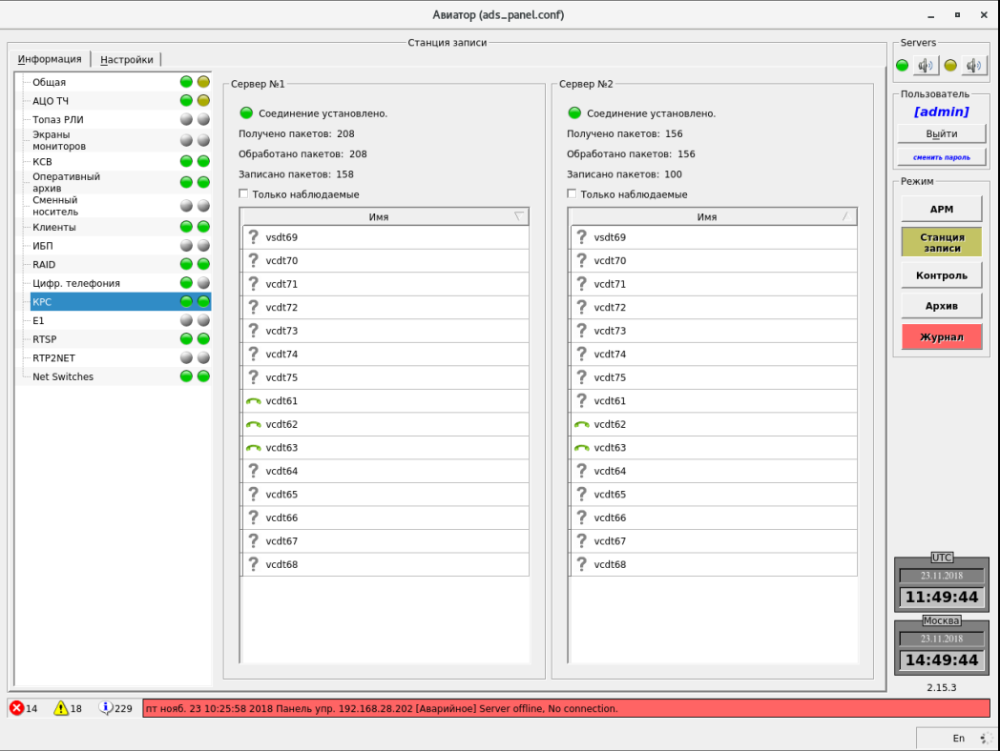 Авиатор (ads_panel.conf)
Станция записи
Информация
Настройки
Общая
АЦО ТЧ
Топаз РЛИ
Экраны
мониторов
КСВ
Оперативный
архив
Сменный
носитель
Клиенты
ИБП
RAID
Цифр. телефония
КРС
E1
RTSP
RTP2NET
Net Switches
Сервер №1
Соединение установлено.
Получено пакетов: 208
Обработано пакетов: 208
Записано пакетов: 158
Только наблюдаемые
Имя
vsdt69
vcdt70
vcdt71
vcdt72
vcdt73
vcdt74
vcdt75
vcdt61
vcdt62
vcdt63
vcdt64
vcdt65
vcdt66
vcdt67
vcdt68
Сервер №2
Соединение установлено.
Получено пакетов: 156
Обработано пакетов: 156
Записано пакетов: 100
Только наблюдаемые
Имя
vsdt69
vcdt70
vcdt71
vcdt72
vcdt73
vcdt74
vcdt75
vcdt61
vcdt62
vcdt63
vcdt64
vcdt65
vcdt66
vcdt67
vcdt68
Servers
Пользователь
[admin]
Выйти
сменить пароль
Режим
АРМ
Станция
записи
Контроль
Архив
Журнал
UTC
23.11.2018
11:49:44
Москва
23.11.2018
14:49:44
2.15.3
14
18
229
пт нояб. 23 10:25:58 2018 Панель упр. 192.168.28.202 [Аварийное] Server offline, No connection.
En